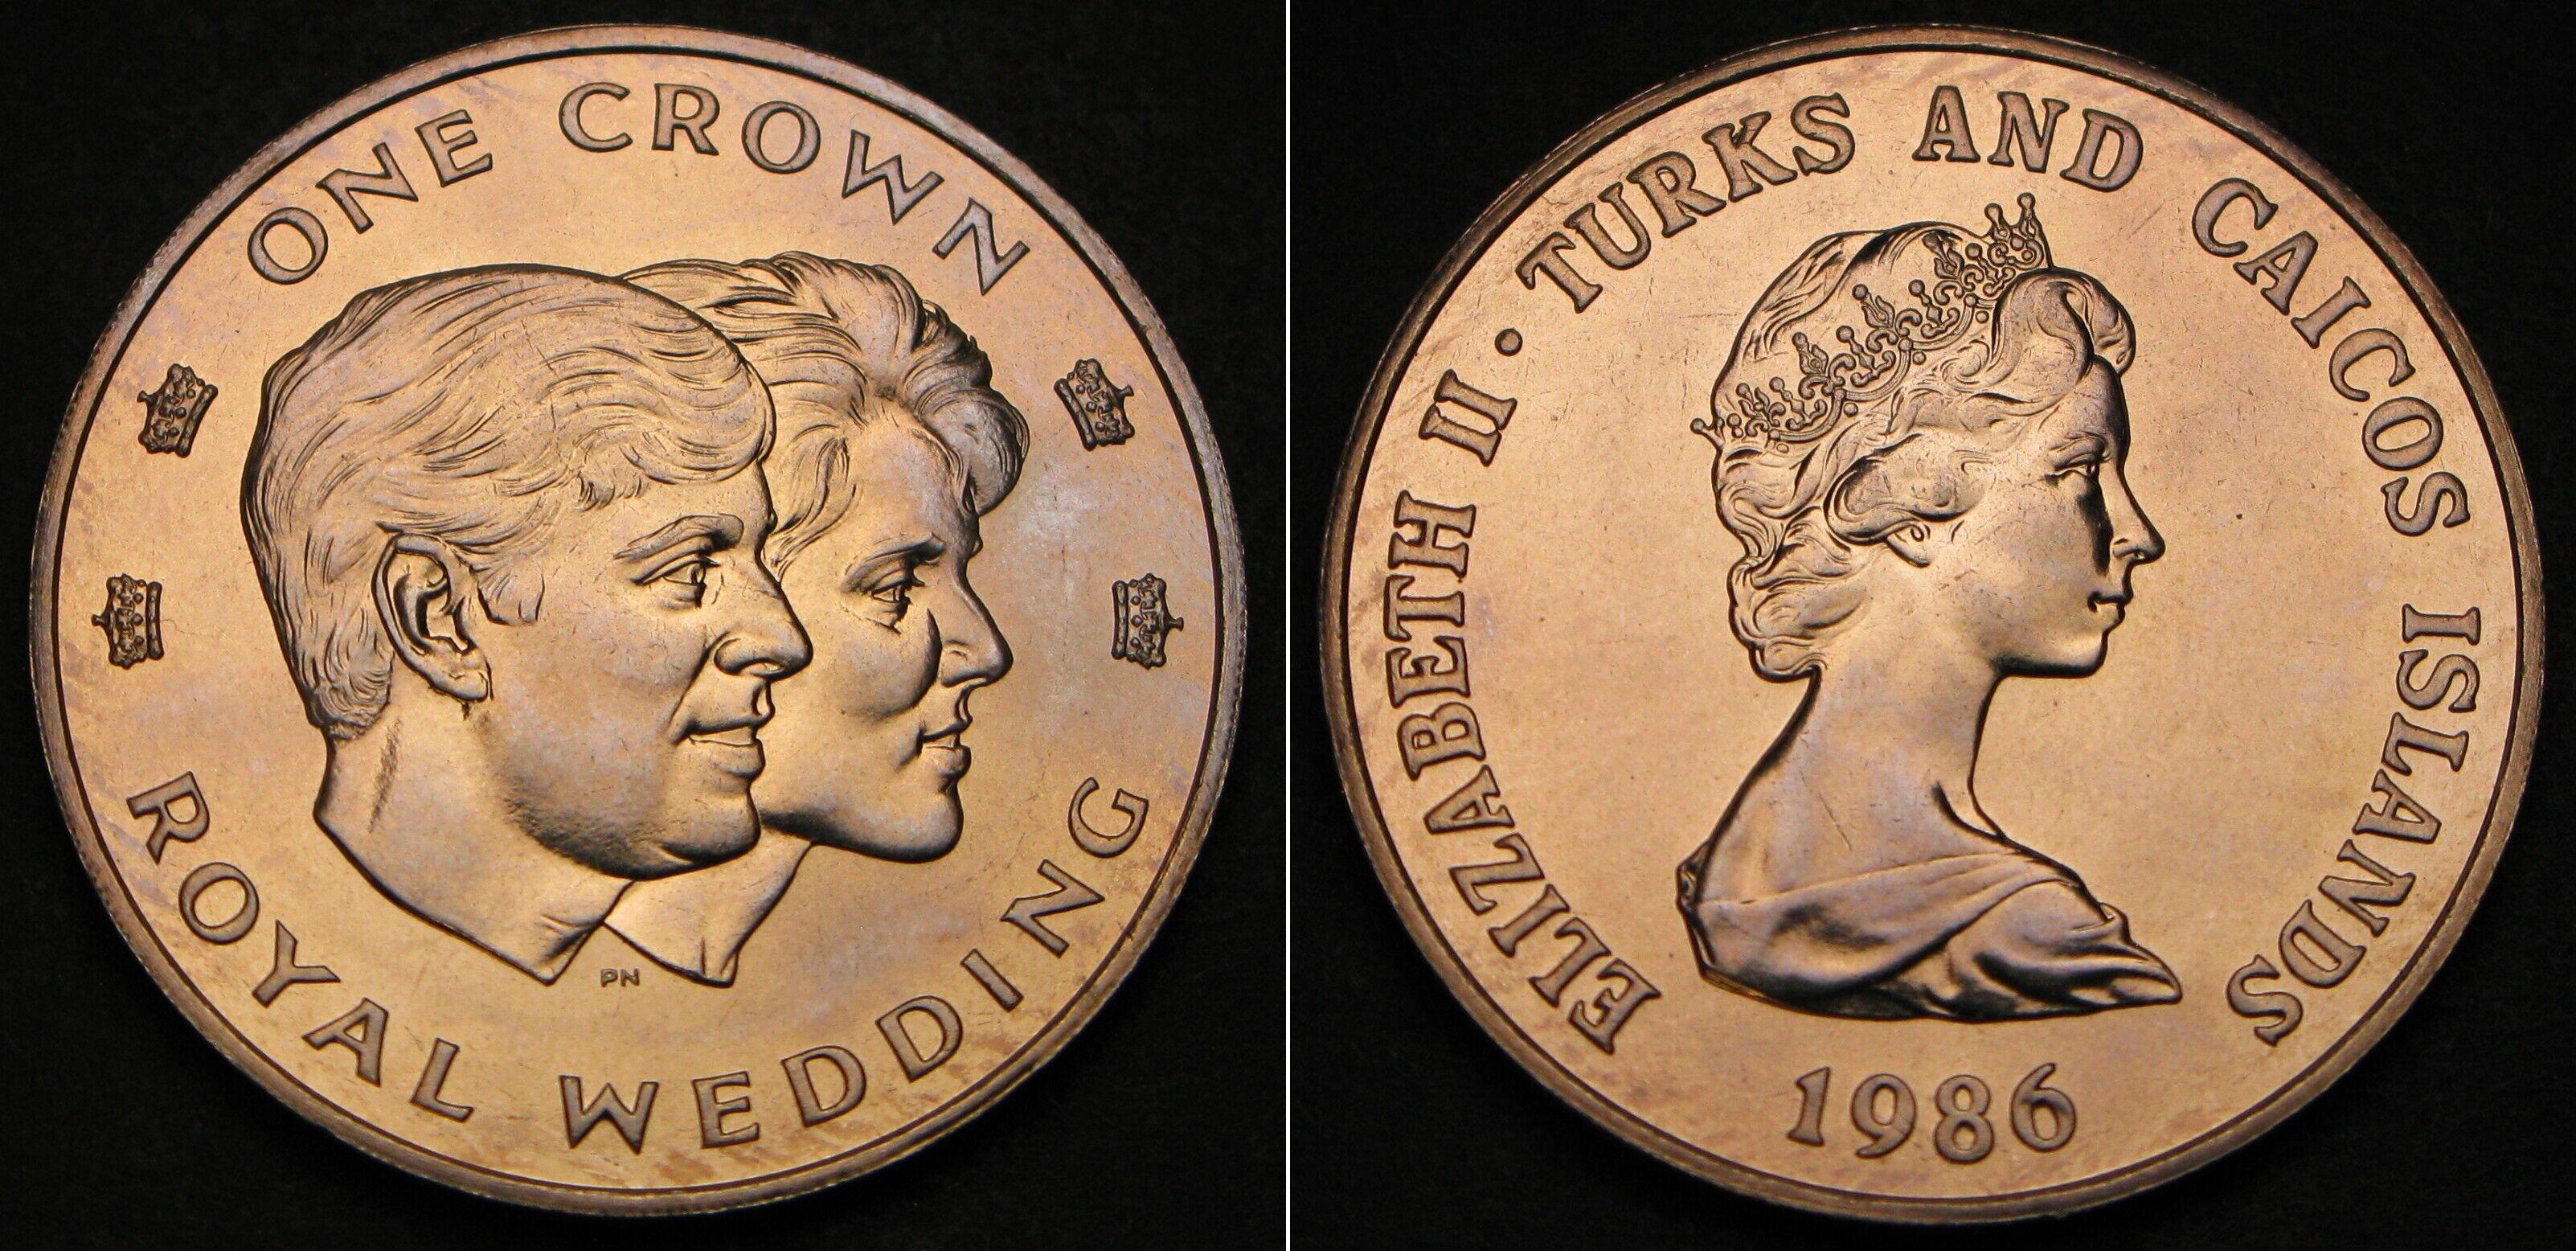 ONE CROWN
ROYAL WEDDING
PN
ELIZABETH II · TURKS AND CAICOS ISLANDS
1986